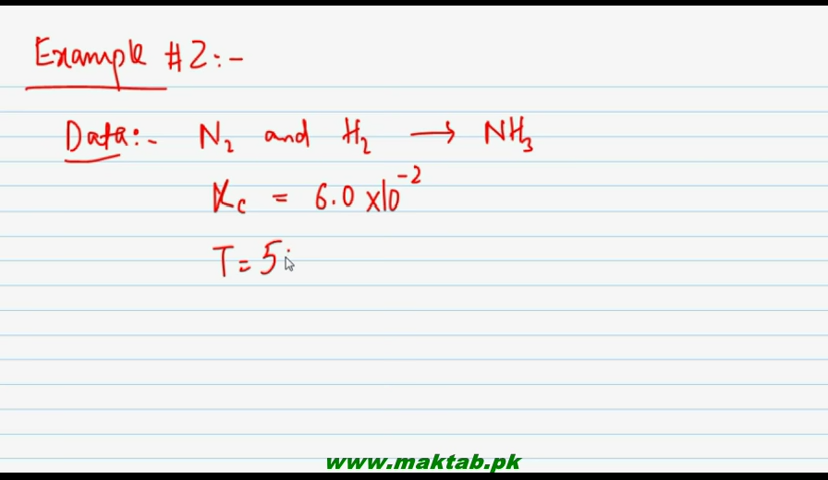 Example #2:-
Data:- N₂ and H₂ → NH₃
Kc = 6.0 x10⁻²
T = 5
www.maktab.pk